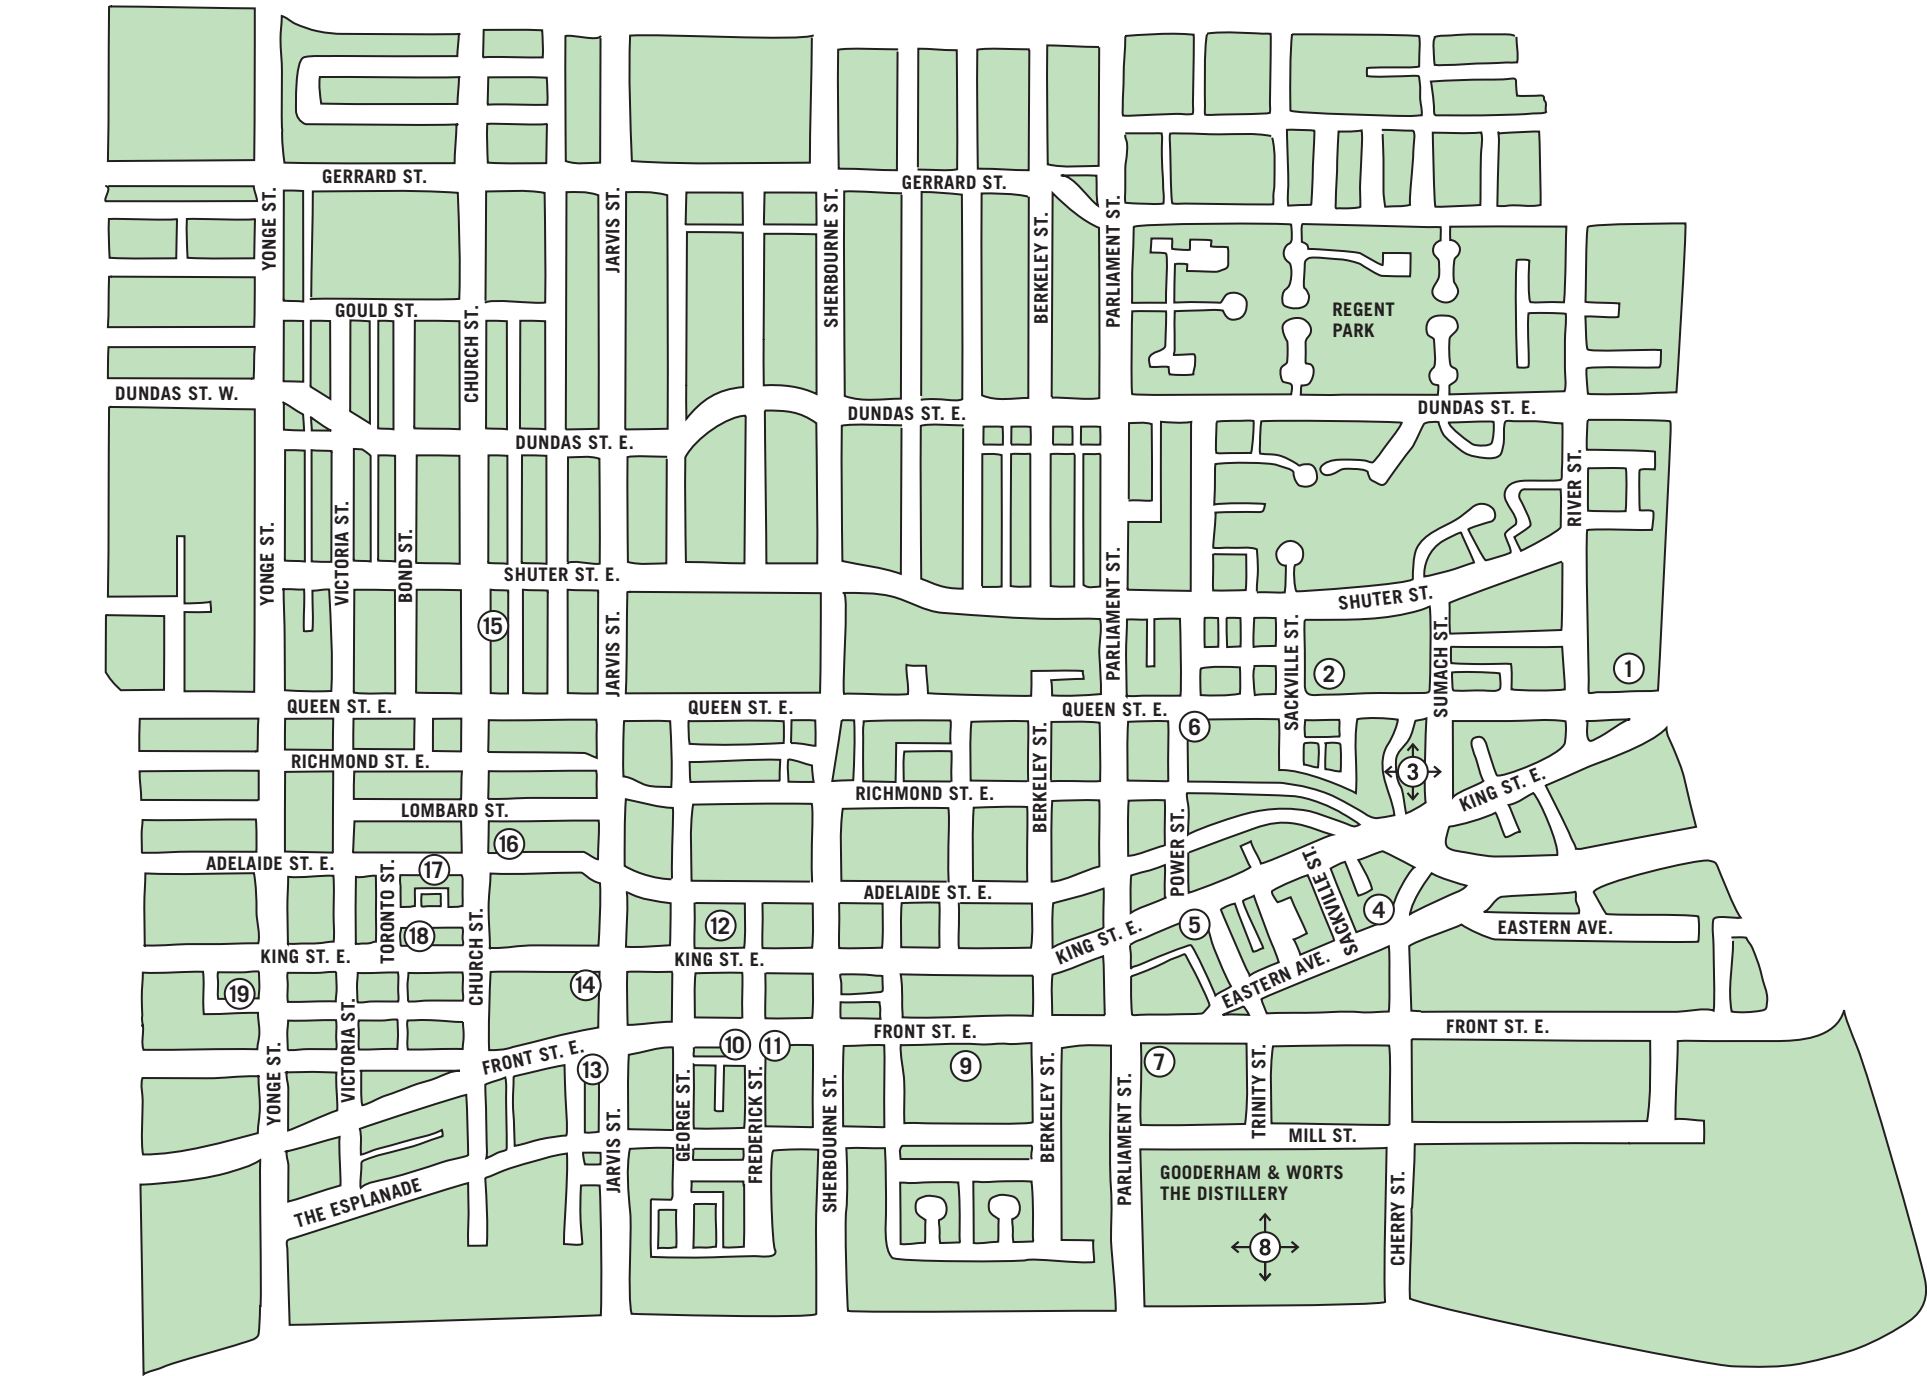 GERRARD ST.
GERRARD ST.
YONGE ST.
JARVIS ST.
SHERBOURNE ST.
BERKELEY ST.
PARLIAMENT ST.
GOULD ST.
CHURCH ST.
REGENT
PARK
DUNDAS ST. W.
DUNDAS ST. E.
DUNDAS ST. E.
DUNDAS ST. E.
RIVER ST.
YONGE ST.
VICTORIA ST.
BOND ST.
SHUTER ST. E.
PARLIAMENT ST.
SHUTER ST.
15
JARVIS ST.
SACKVILLE ST.
2
SUMACH ST.
1
QUEEN ST. E.
QUEEN ST. E.
QUEEN ST. E.
6
RICHMOND ST. E.
BERKELEY ST.
3
KING ST. E.
RICHMOND ST. E.
LOMBARD ST.
16
POWER ST.
ADELAIDE ST. E.
17
TORONTO ST.
SACKVILLE ST.
ADELAIDE ST. E.
4
12
5
18
CHURCH ST.
SACKVILLE ST.
EASTERN AVE.
KING ST. E.
KING ST. E.
KING ST. E.
EASTERN AVE.
19
14
VICTORIA ST.
FRONT ST. E.
FRONT ST. E.
FRONT ST. E.
10
11
13
9
7
YONGE ST.
GEORGE ST.
FREDERICK ST.
SHERBOURNE ST.
BERKELEY ST.
PARLIAMENT ST.
TRINITY ST.
MILL ST.
JARVIS ST.
GOODERHAM & WORTS
THE DISTILLERY
THE ESPLANADE
CHERRY ST.
8